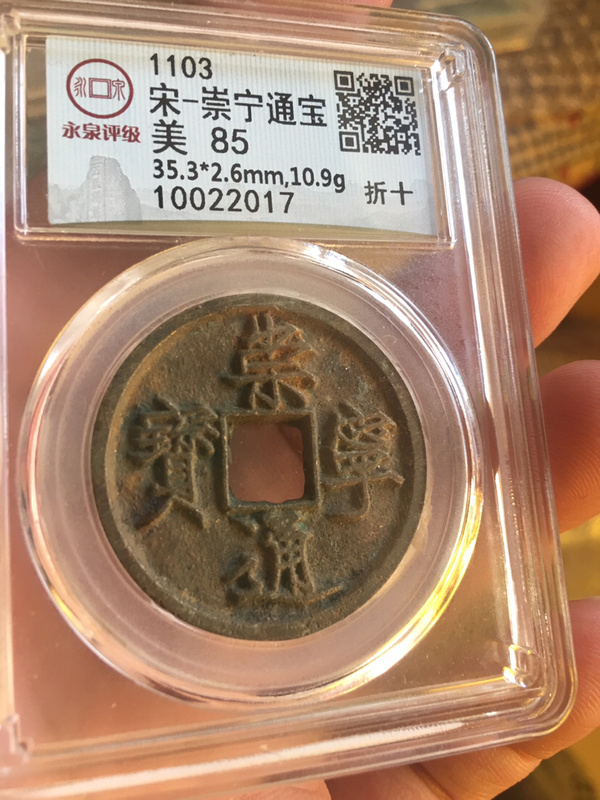 永泉评级
1103
宋-崇宁通宝
美 85
35.3*2.6mm,10.9g
10022017
折十
崇
寧
通
寳